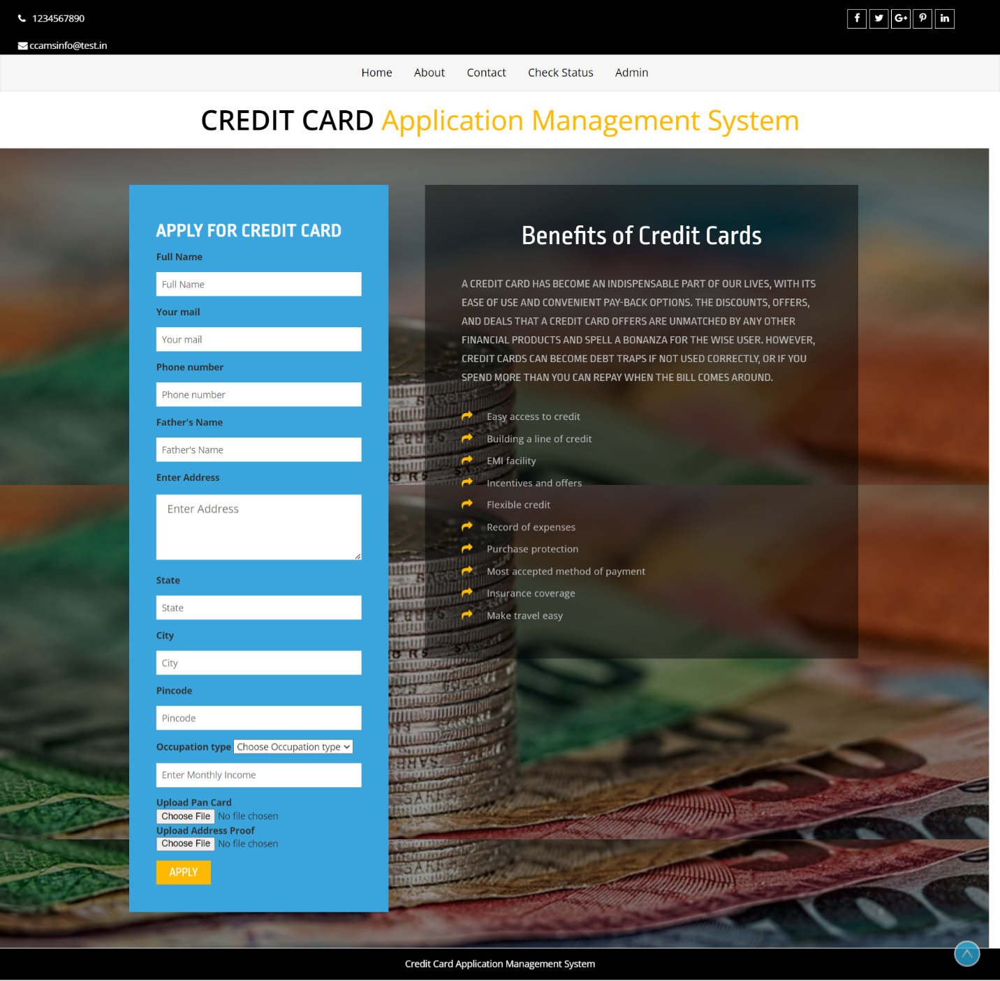 1234567890
ccamsinfo@test.in
Home About Contact Check Status Admin
CREDIT CARD Application Management System
APPLY FOR CREDIT CARD
Full Name
Full Name
Your mail
Your mail
Phone number
Phone number
Father's Name
Father's Name
Enter Address
Enter Address
State
State
City
City
Pincode
Pincode
Occupation type Choose Occupation type
Enter Monthly Income
Upload Pan Card
Choose File No file chosen
Upload Address Proof
Choose File No file chosen
APPLY
Benefits of Credit Cards
A CREDIT CARD HAS BECOME AN INDISPENSABLE PART OF OUR LIVES, WITH ITS
EASE OF USE AND CONVENIENT PAY-BACK OPTIONS. THE DISCOUNTS, OFFERS,
AND DEALS THAT A CREDIT CARD OFFERS ARE UNMATCHED BY ANY OTHER
FINANCIAL PRODUCTS AND SPELL A BONANZA FOR THE WISE USER. HOWEVER,
CREDIT CARDS CAN BECOME DEBT TRAPS IF NOT USED CORRECTLY, OR IF YOU
SPEND MORE THAN YOU CAN REPAY WHEN THE BILL COMES AROUND.
Easy access to credit
Building a line of credit
EMI facility
Incentives and offers
Flexible credit
Record of expenses
Purchase protection
Most accepted method of payment
Insurance coverage
Make travel easy
Credit Card Application Management System